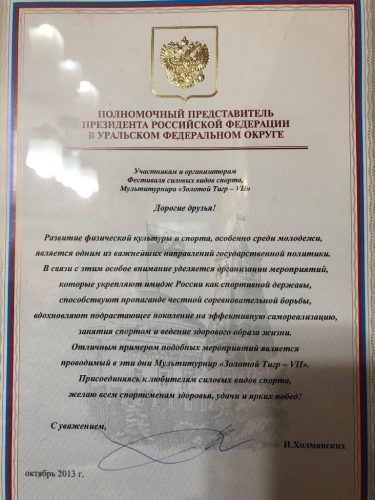 ПОЛНОМОЧНЫЙ ПРЕДСТАВИТЕЛЬ
ПРЕЗИДЕНТА РОССИЙСКОЙ ФЕДЕРАЦИИ
В УРАЛЬСКОМ ФЕДЕРАЛЬНОМ ОКРУГЕ
Участникам и организаторам
Фестиваля силовых видов спорта,
Мультитурнира «Золотой Тигр – VII»
Дорогие друзья!
Развитие физической культуры и спорта, особенно среди молодежи,
является одним из важнейших направлений государственной политики.
В связи с этим особое внимание уделяется организации мероприятий,
которые укрепляют имидж России как спортивной державы,
способствуют пропаганде честной соревновательной борьбы,
вдохновляют подрастающее поколение на эффективную самореализацию,
занятия спортом и ведение здорового образа жизни.
Отличным примером подобных мероприятий является
проводимый в эти дни Мультитурнир «Золотой Тигр – VII».
Присоединяясь к любителям силовых видов спорта,
желаю всем спортсменам здоровья, удачи и ярких побед!
С уважением,
И.Холманских
октябрь 2013 г.